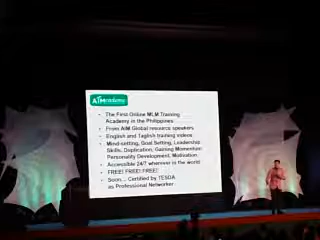 AIMcademy
• The First Online MLM Training
Academy in the Philippines
• From AIM Global resource speakers
• English and Taglish training videos
• Mind-setting, Goal Setting, Leadership
Skills, Duplication, Gaining Momentum
Personality Development, Motivation
• Accessible 24/7 wherever in the world
• FREE! FREE! FREE!
• Soon... Certified by TESDA
as Professional Networker